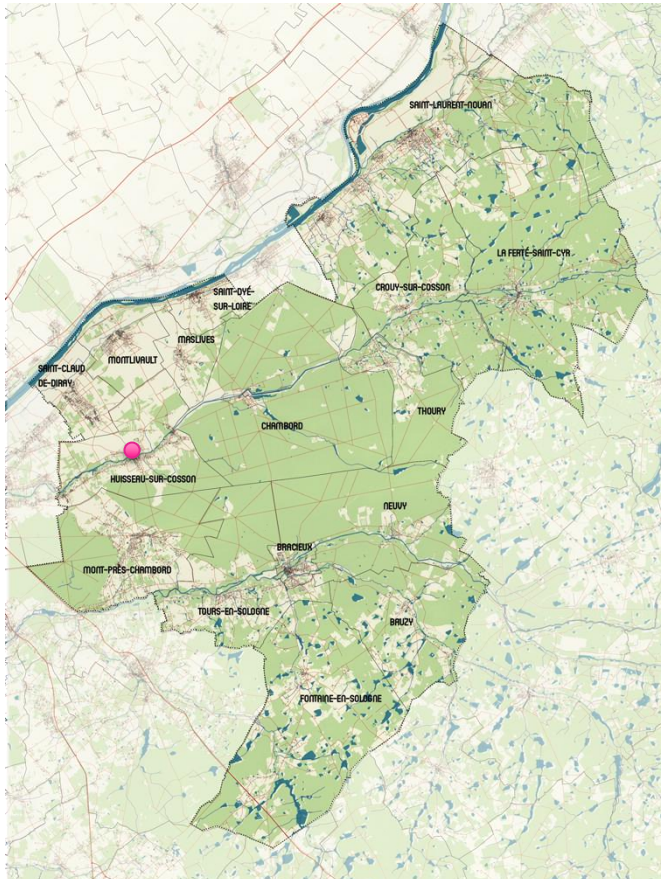 SAINT-LAURENT-NOUAN
LA FERTÉ-SAINT-CYR
CROUY-SUR-COSSON
SAINT-DYÉ-
SUR-LOIRE
MASLIVES
MONTLIVAULT
SAINT-CLAUD
DE-DIRAY
THOURY
CHAMBORD
HUISSEAU-SUR-COSSON
NEUVY
BRACIEUX
MONT-PRÈS-CHAMBORD
TOURS-EN-SOLOGNE
BAUZY
FONTAINE-EN-SOLOGNE